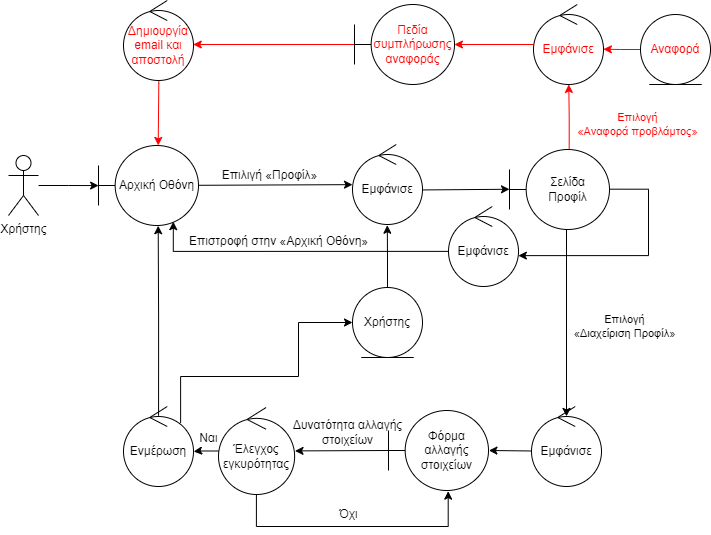 Δημιουργία
email και
αποστολή
Πεδία
συμπλήρωσης
αναφοράς
Εμφάνισε
Αναφορά
Επιλογή
«Αναφορά προβλάμτος»
Χρήστης
Αρχική Οθόνη
Επιλιγή «Προφίλ»
Εμφάνισε
Σελίδα
Προφίλ
Επιστροφή στην «Αρχική Οθόνη»
Εμφάνισε
Χρήστης
Επιλογή
«Διαχείριση Προφίλ»
Ενμέρωση
Ναι
Έλεγχος
εγκυρότητας
Δυνατότητα αλλαγής
στοιχείων
Φόρμα
αλλαγής
στοιχείων
Εμφάνισε
Όχι